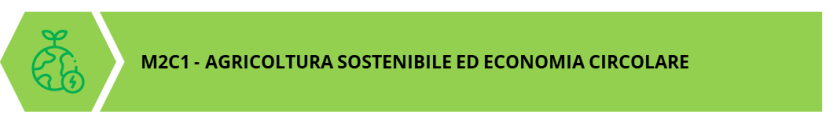 M2C1 - AGRICOLTURA SOSTENIBILE ED ECONOMIA CIRCOLARE